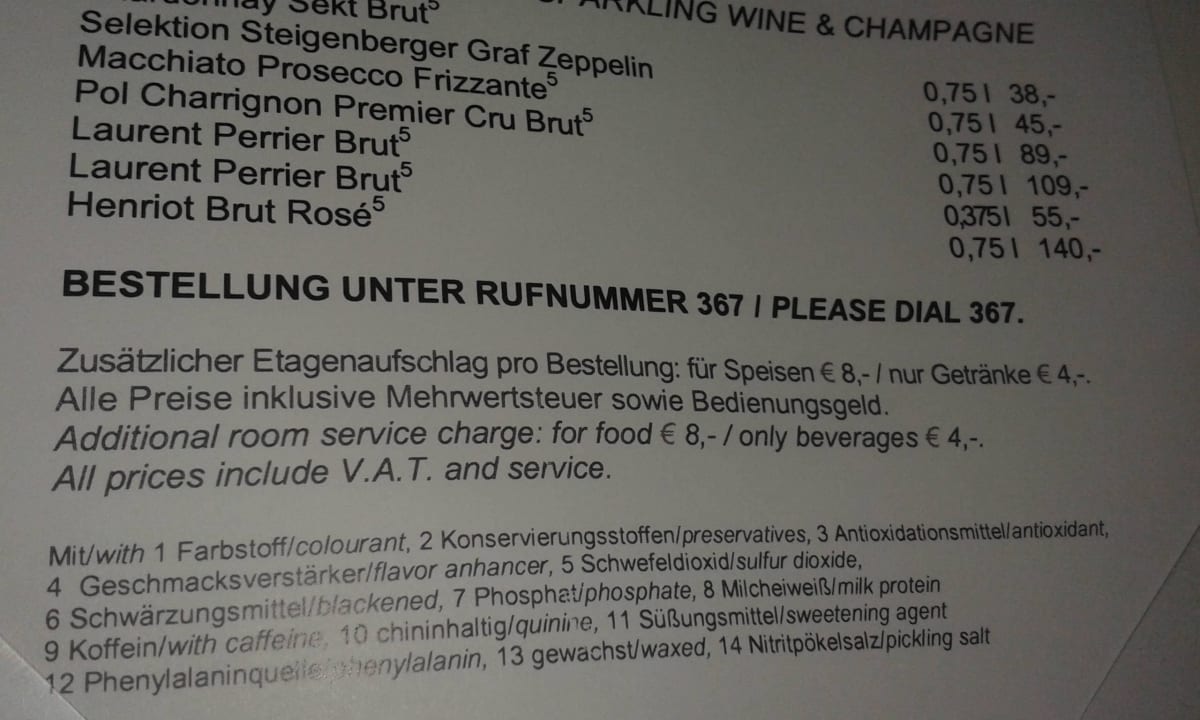 Sekt Brut⁵
SPARKLING WINE & CHAMPAGNE
Selektion Steigenberger Graf Zeppelin
0,75 l 38,-
Macchiato Prosecco Frizzante⁵
0,75 l 45,-
Pol Charrignon Premier Cru Brut⁵
0,75 l 89,-
Laurent Perrier Brut⁵
0,75 l 109,-
Laurent Perrier Brut⁵
0,375 l 55,-
Henriot Brut Rosé⁵
0,75 l 140,-
BESTELLUNG UNTER RUFNUMMER 367 / PLEASE DIAL 367.
Zusätzlicher Etagenaufschlag pro Bestellung: für Speisen € 8,- / nur Getränke € 4,-.
Alle Preise inklusive Mehrwertsteuer sowie Bedienungsgeld.
Additional room service charge: for food € 8,- / only beverages € 4,-.
All prices include V.A.T. and service.
Mit/with 1 Farbstoff/colourant, 2 Konservierungsstoffen/preservatives, 3 Antioxidationsmittel/antioxidant,
4 Geschmacksverstärker/flavor anhancer, 5 Schwefeldioxid/sulfur dioxide,
6 Schwärzungsmittel/blackened, 7 Phosphat/phosphate, 8 Milcheiweiß/milk protein
9 Koffein/with caffeine, 10 chininhaltig/quinine, 11 Süßungsmittel/sweetening agent
12 Phenylalaninquelle/phenylalanin, 13 gewachst/waxed, 14 Nitritpökelsalz/pickling salt